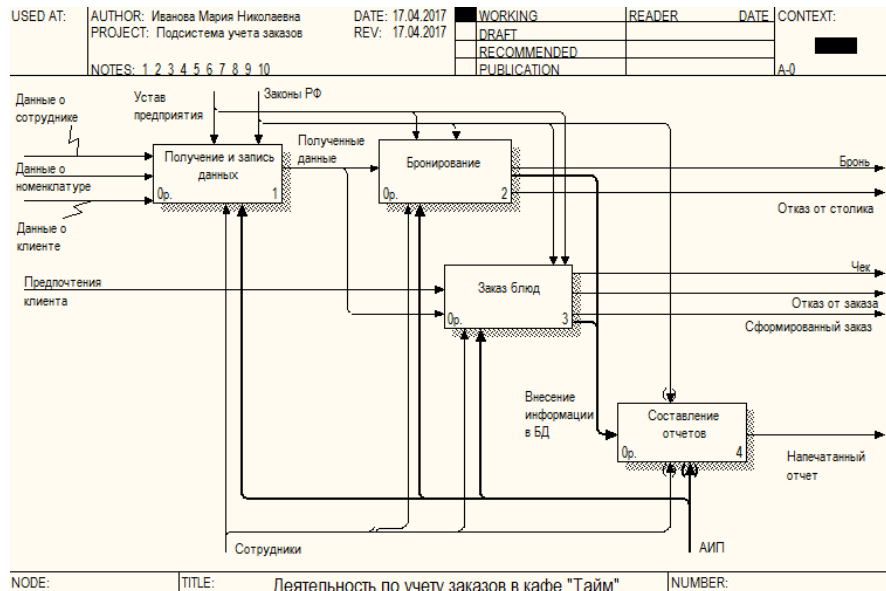 USED AT:
AUTHOR: Иванова Мария Николаевна
DATE: 17.04.2017
WORKING
READER
DATE
CONTEXT:
PROJECT: Подсистема учета заказов
REV: 17.04.2017
DRAFT
RECOMMENDED
NOTES: 1 2 3 4 5 6 7 8 9 10
PUBLICATION
A-0
Данные о
сотруднике
Устав
предприятия
Законы РФ
Данные о
номенклатуре
Данные о
клиенте
Получение и запись
данных
0р.
1
Полученные
данные
Бронирование
0р.
2
Бронь
Отказ от столика
Предпочтения
клиента
Заказ блюд
0р.
3
Чек
Отказ от заказа
Сформированный заказ
Внесение
информации
в БД
Составление
отчетов
0р.
4
Напечатанный
отчет
Сотрудники
АИП
NODE:
TITLE:
Деятельность по учету заказов в кафе "Тайм"
NUMBER: